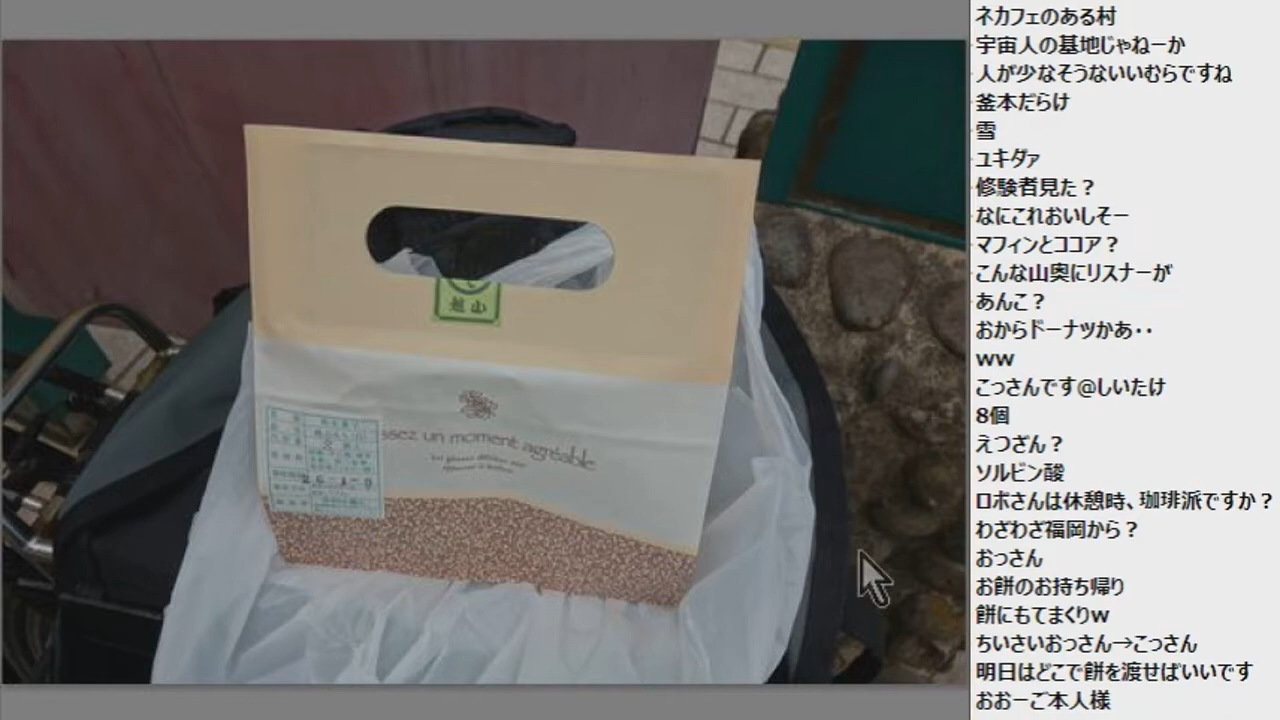 越山
ssez un moment agréable
ネカフェのある村
宇宙人の基地じゃねーか
人が少なそうないいむらですね
釜本だらけ
雪
ユキダァ
修験者見た？
なにこれおいしそー
マフィンとココア？
こんな山奥にリスナーが
あんこ？
おからドーナツかあ・・
ww
こっさんです@しいたけ
8個
えつざん？
ソルビン酸
ロボさんは休憩時、珈琲派ですか？
わざわざ福岡から？
おっさん
お餅のお持ち帰り
餅にもてまくりw
ちいさいおっさん→こっさん
明日はどこで餅を渡せばいいです
おおーご本人様